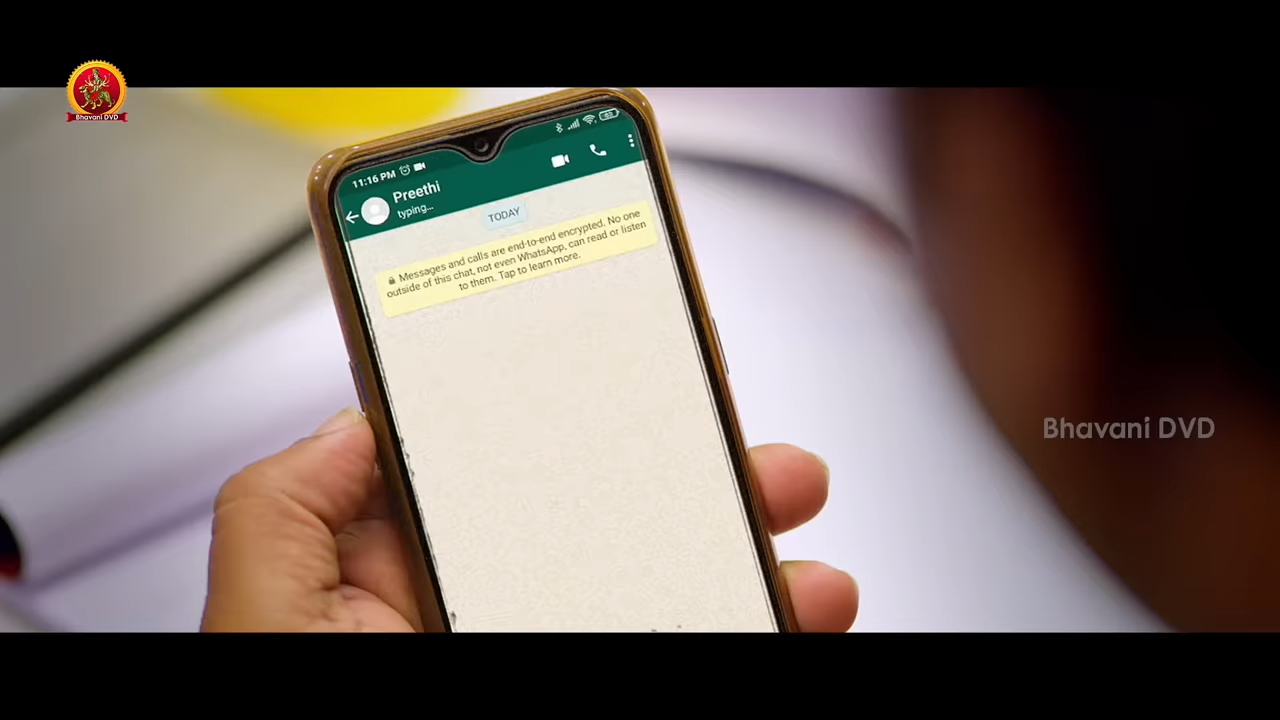 Bhavani DVD
11:16 PM
Preethi
typing...
TODAY
Messages and calls are end-to-end encrypted. No one
outside of this chat, not even WhatsApp, can read or listen
to them. Tap to learn more.
Bhavani DVD